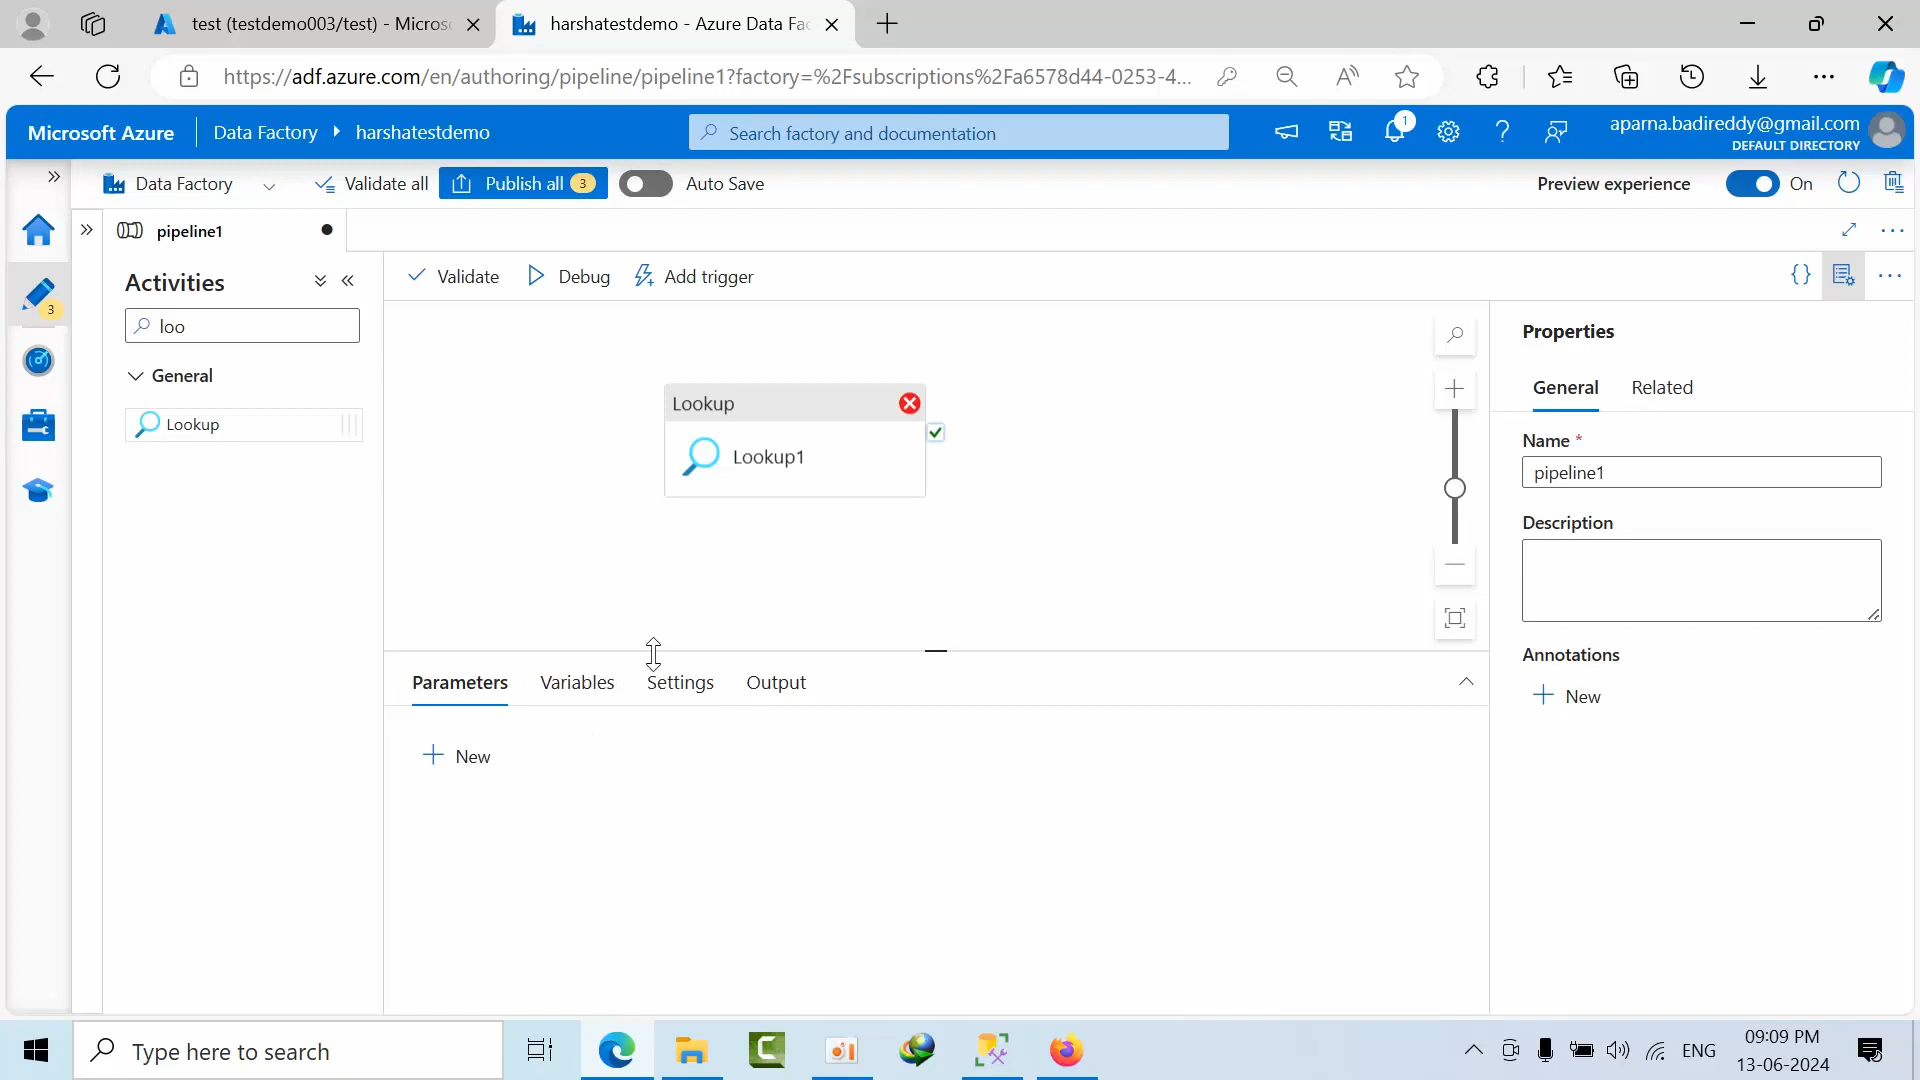 test (testdemo003/test) - Micros
harshatestdemo - Azure Data Fac
https://adf.azure.com/en/authoring/pipeline/pipeline1?factory=%2Fsubscriptions%2Fa6578d44-0253-4...
Microsoft Azure
Data Factory
harshatestdemo
Search factory and documentation
1
aparna.badireddy@gmail.com
DEFAULT DIRECTORY
Data Factory
Validate all
Publish all 3
Auto Save
Preview experience
On
pipeline1
3
Activities
loo
General
Lookup
Validate
Debug
Add trigger
Lookup
Lookup1
Parameters
Variables
Settings
Output
New
Properties
General
Related
Name *
pipeline1
Description
Annotations
New
Type here to search
ENG
09:09 PM
13-06-2024